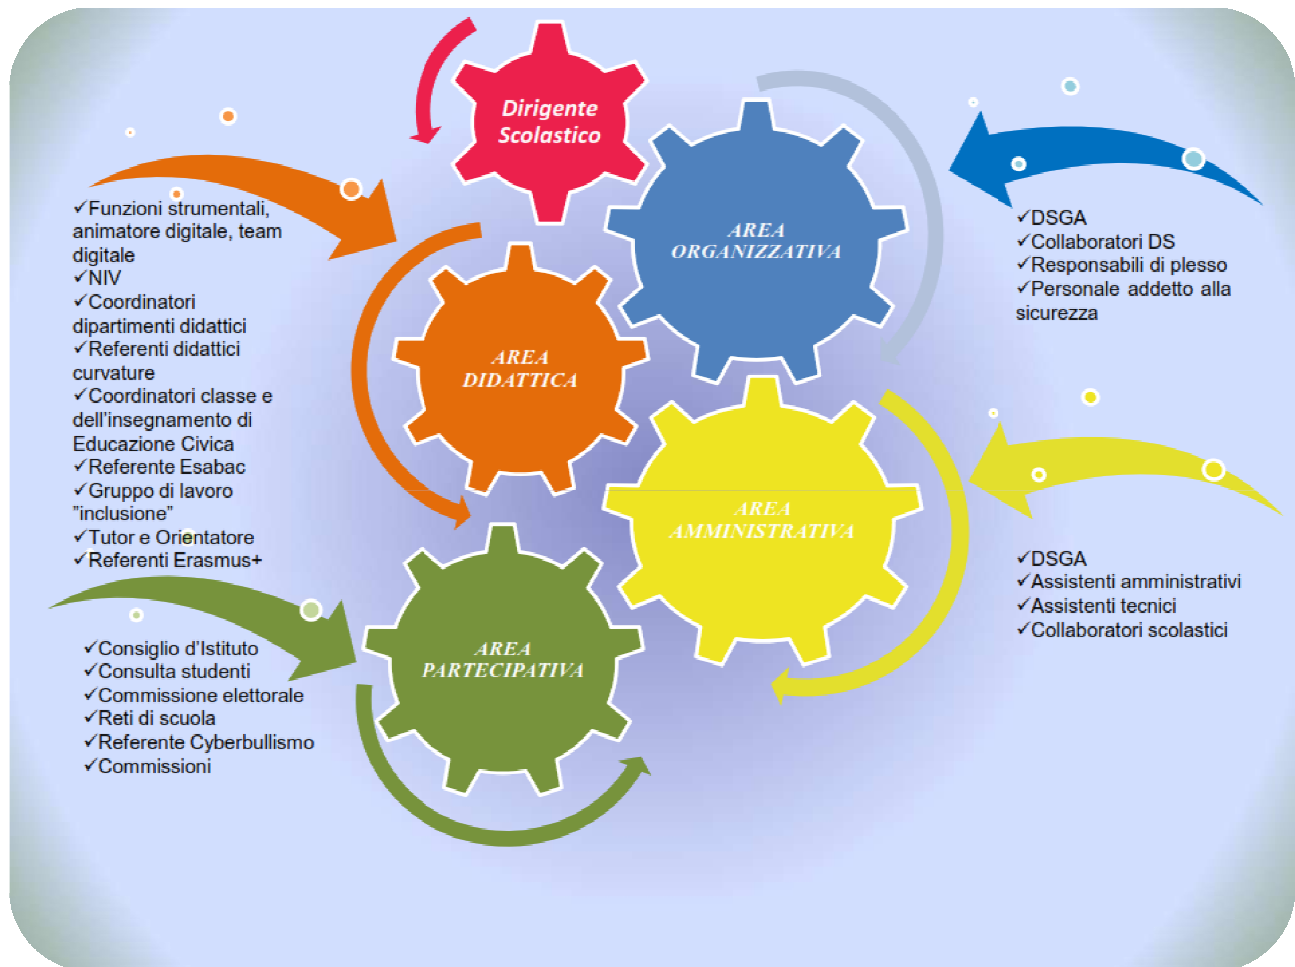 Dirigente
Scolastico
AREA
ORGANIZZATIVA
✓DSGA
✓Collaboratori DS
✓Responsabili di plesso
✓Personale addetto alla
sicurezza
✓Funzioni strumentali,
animatore digitale, team
digitale
✓NIV
✓Coordinatori
dipartimenti didattici
✓Referenti didattici
curvature
✓Coordinatori classe e
dell'insegnamento di
Educazione Civica
✓Referente Esabac
✓Gruppo di lavoro
"inclusione"
✓Tutor e Orientatore
✓Referenti Erasmus+
AREA
DIDATTICA
AREA
AMMINISTRATIVA
✓DSGA
✓Assistenti amministrativi
✓Assistenti tecnici
✓Collaboratori scolastici
✓Consiglio d'Istituto
✓Consulta studenti
✓Commissione elettorale
✓Reti di scuola
✓Referente Cyberbullismo
✓Commissioni
AREA
PARTECIPATIVA